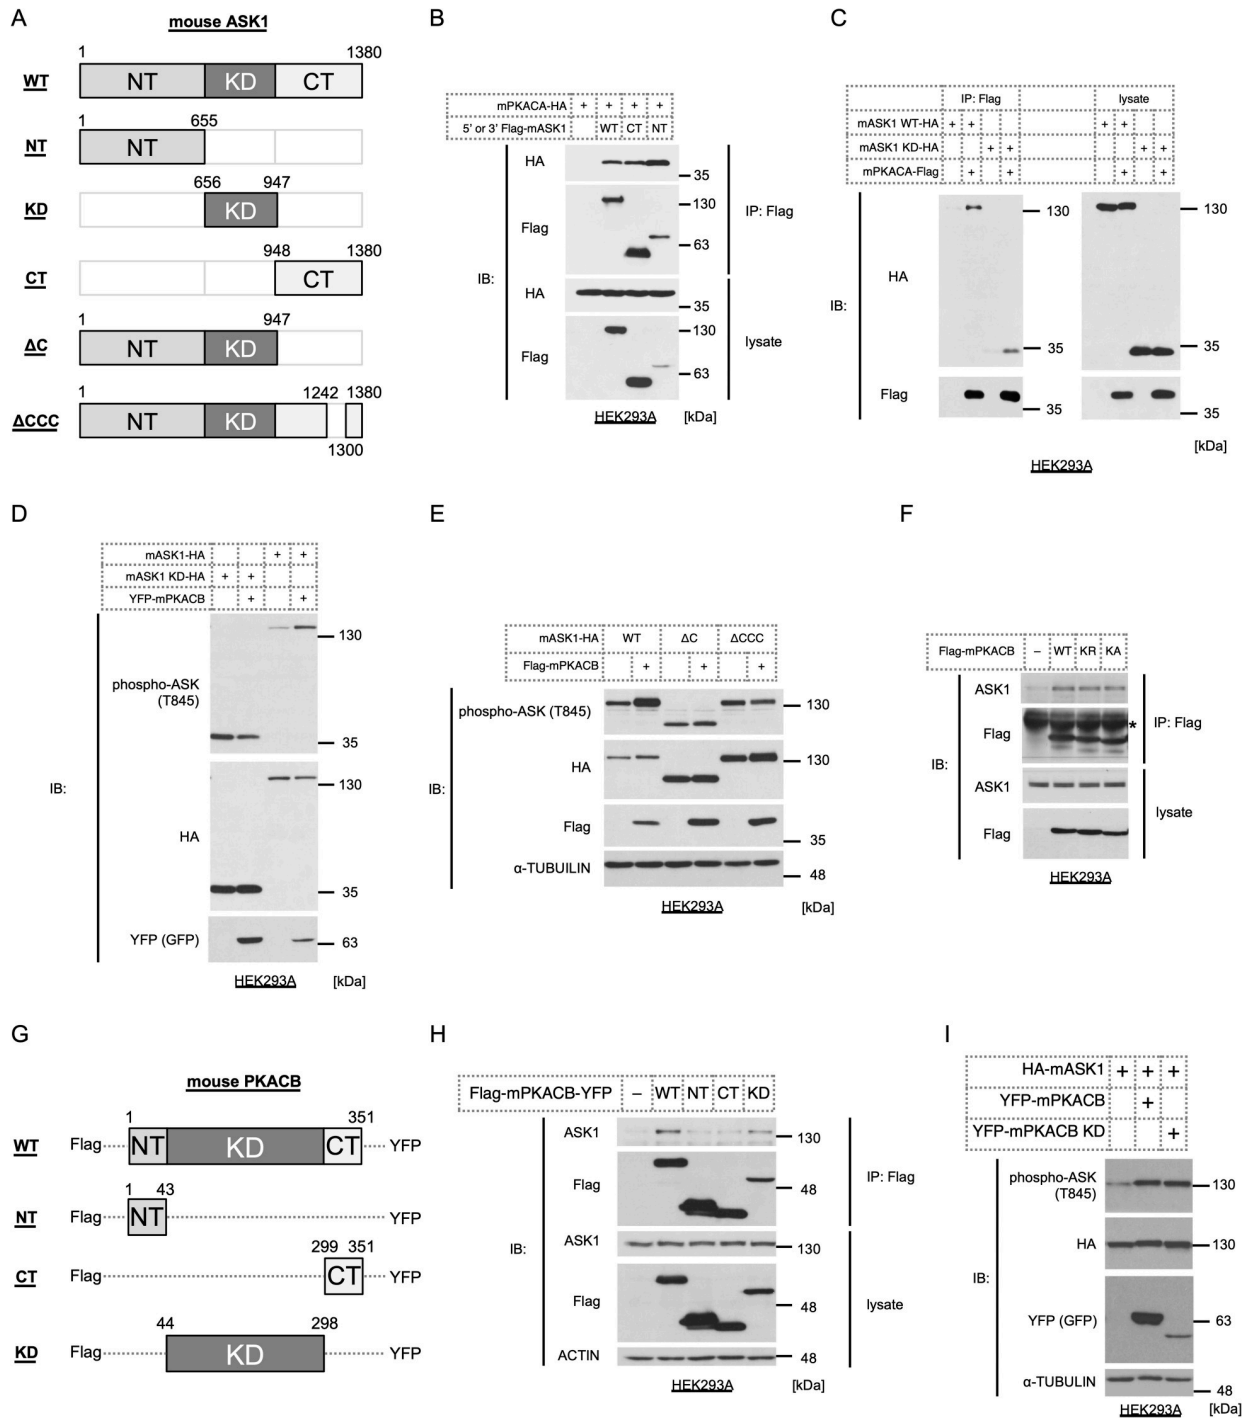 A
mouse ASK1
1 1380
WT NT KD CT
1 655
NT NT
656 947
KD KD
948 1380
CT CT
1 947
ΔC NT KD
1 1242 1380
ΔCCC NT KD
1300
B
mPKACA-HA + + + +
5' or 3' Flag-mASK1 WT CT NT
HA
35
130
Flag
63
IP: Flag
IB:
HA
35
130
Flag
63
lysate
HEK293A [kDa]
C
IP: Flag lysate
mASK1 WT-HA + + + +
mASK1 KD-HA + + + +
mPKACA-Flag + + + +
130 130
HA
IB:
35 35
Flag
35 35
[kDa]
HEK293A
D
mASK1-HA + +
mASK1 KD-HA + +
YFP-mPKACB + +
130
phospho-ASK
(T845)
35
IB:
130
HA
35
YFP (GFP) 63
HEK293A [kDa]
E
mASK1-HA WT ΔC ΔCCC
Flag-mPKACB + + +
phospho-ASK (T845) 130
HA 130
IB:
Flag
35
α-TUBUILIN 48
HEK293A [kDa]
F
Flag-mPKACB – WT KR KA
ASK1
Flag *
IP: Flag
IB:
ASK1
Flag
lysate
HEK293A
G
mouse PKACB
1 351
WT Flag NT KD CT YFP
1 43
NT Flag NT YFP
299 351
CT Flag CT YFP
44 298
KD Flag KD YFP
H
Flag-mPKACB-YFP – WT NT CT KD
ASK1 130
Flag 48
IP: Flag
IB:
ASK1 130
Flag 48
lysate
ACTIN 48
HEK293A [kDa]
I
HA-mASK1 + + +
YFP-mPKACB +
YFP-mPKACB KD +
phospho-ASK
(T845) 130
HA 130
IB:
YFP (GFP) 63
α-TUBULIN
48
HEK293A [kDa]